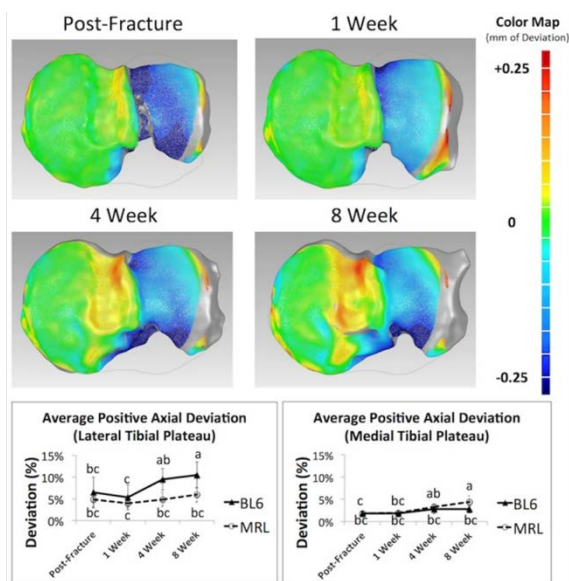 Post-Fracture
1 Week
Color Map
(mm of Deviation)
+0.25
0
-0.25
4 Week
8 Week
Average Positive Axial Deviation
(Lateral Tibial Plateau)
Deviation (%)
15%
10%
5%
0%
bc
c
ab
a
bc
c
bc
bc
Post-Fracture
1 Week
4 Week
8 Week
BL6
MRL
Average Positive Axial Deviation
(Medial Tibial Plateau)
Deviation (%)
15%
10%
5%
0%
c
bc
ab
a
bc
bc
bc
bc
Post-Fracture
1 Week
4 Week
8 Week
BL6
MRL